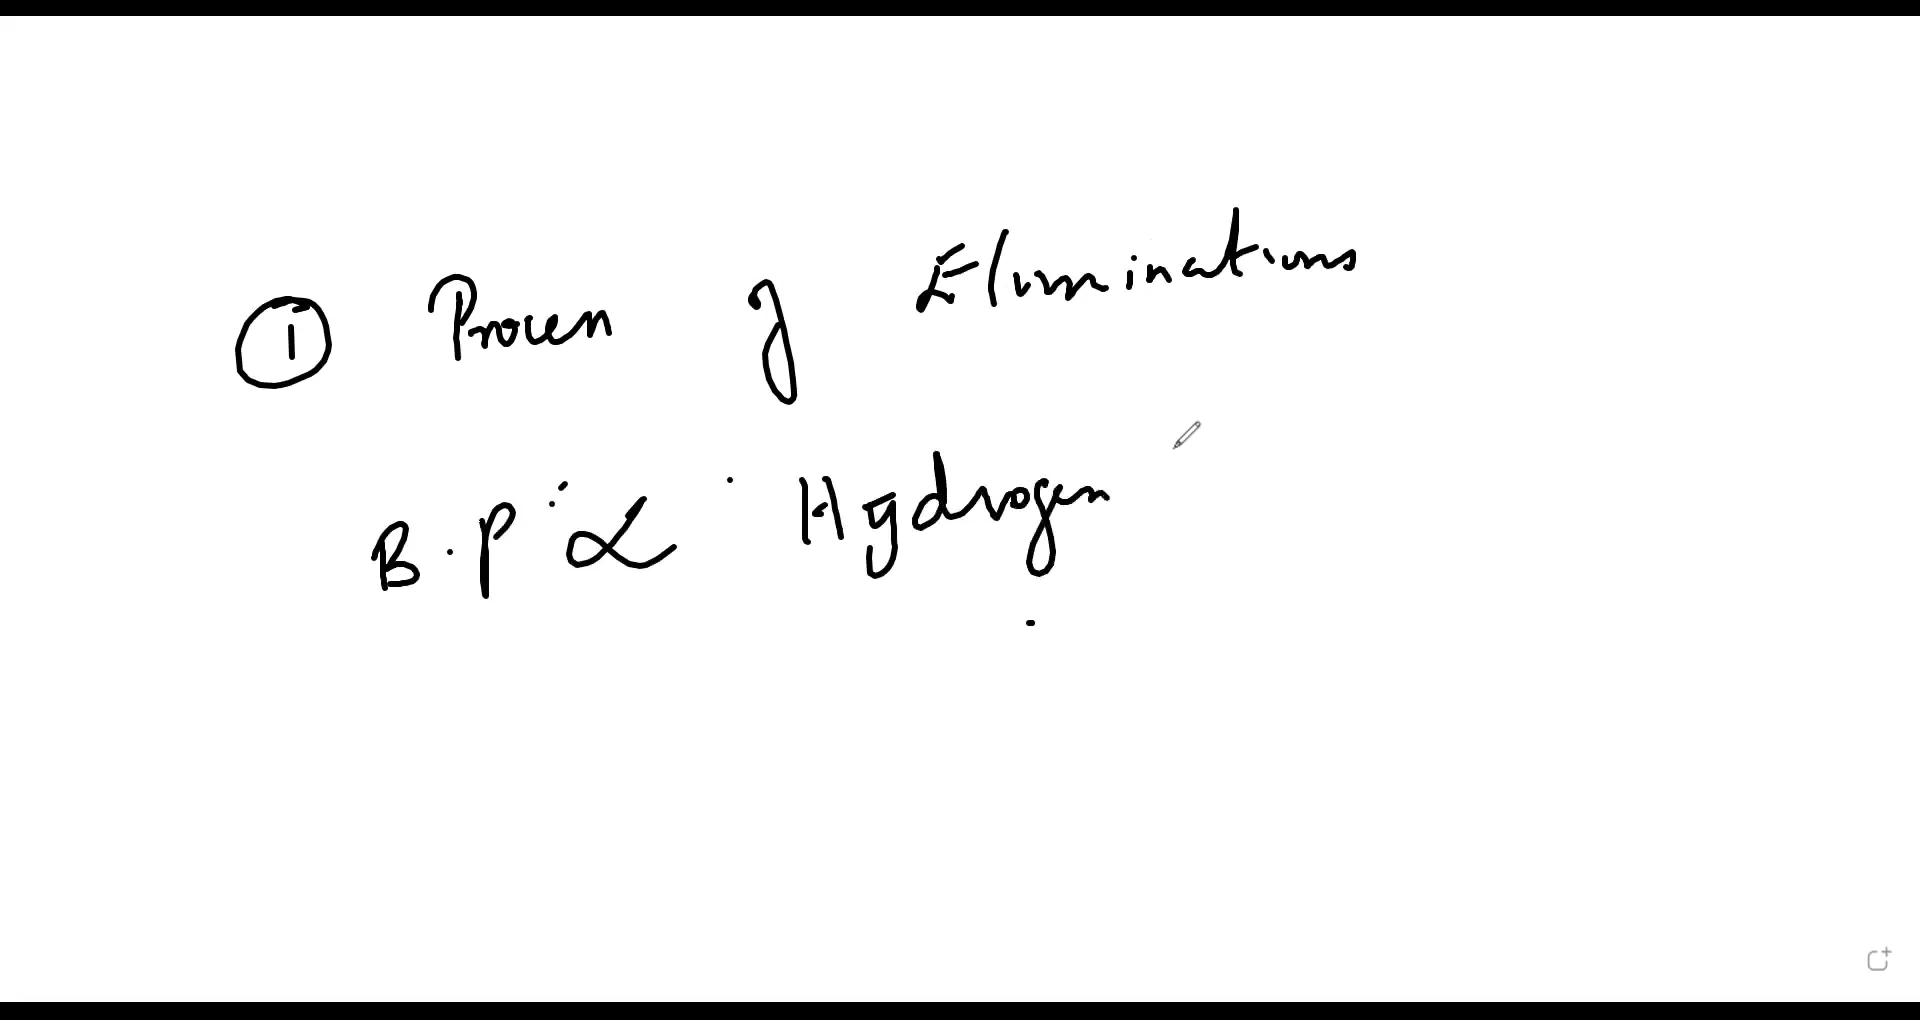 ① Process of Eliminations
B.P ∝ Hydrogen